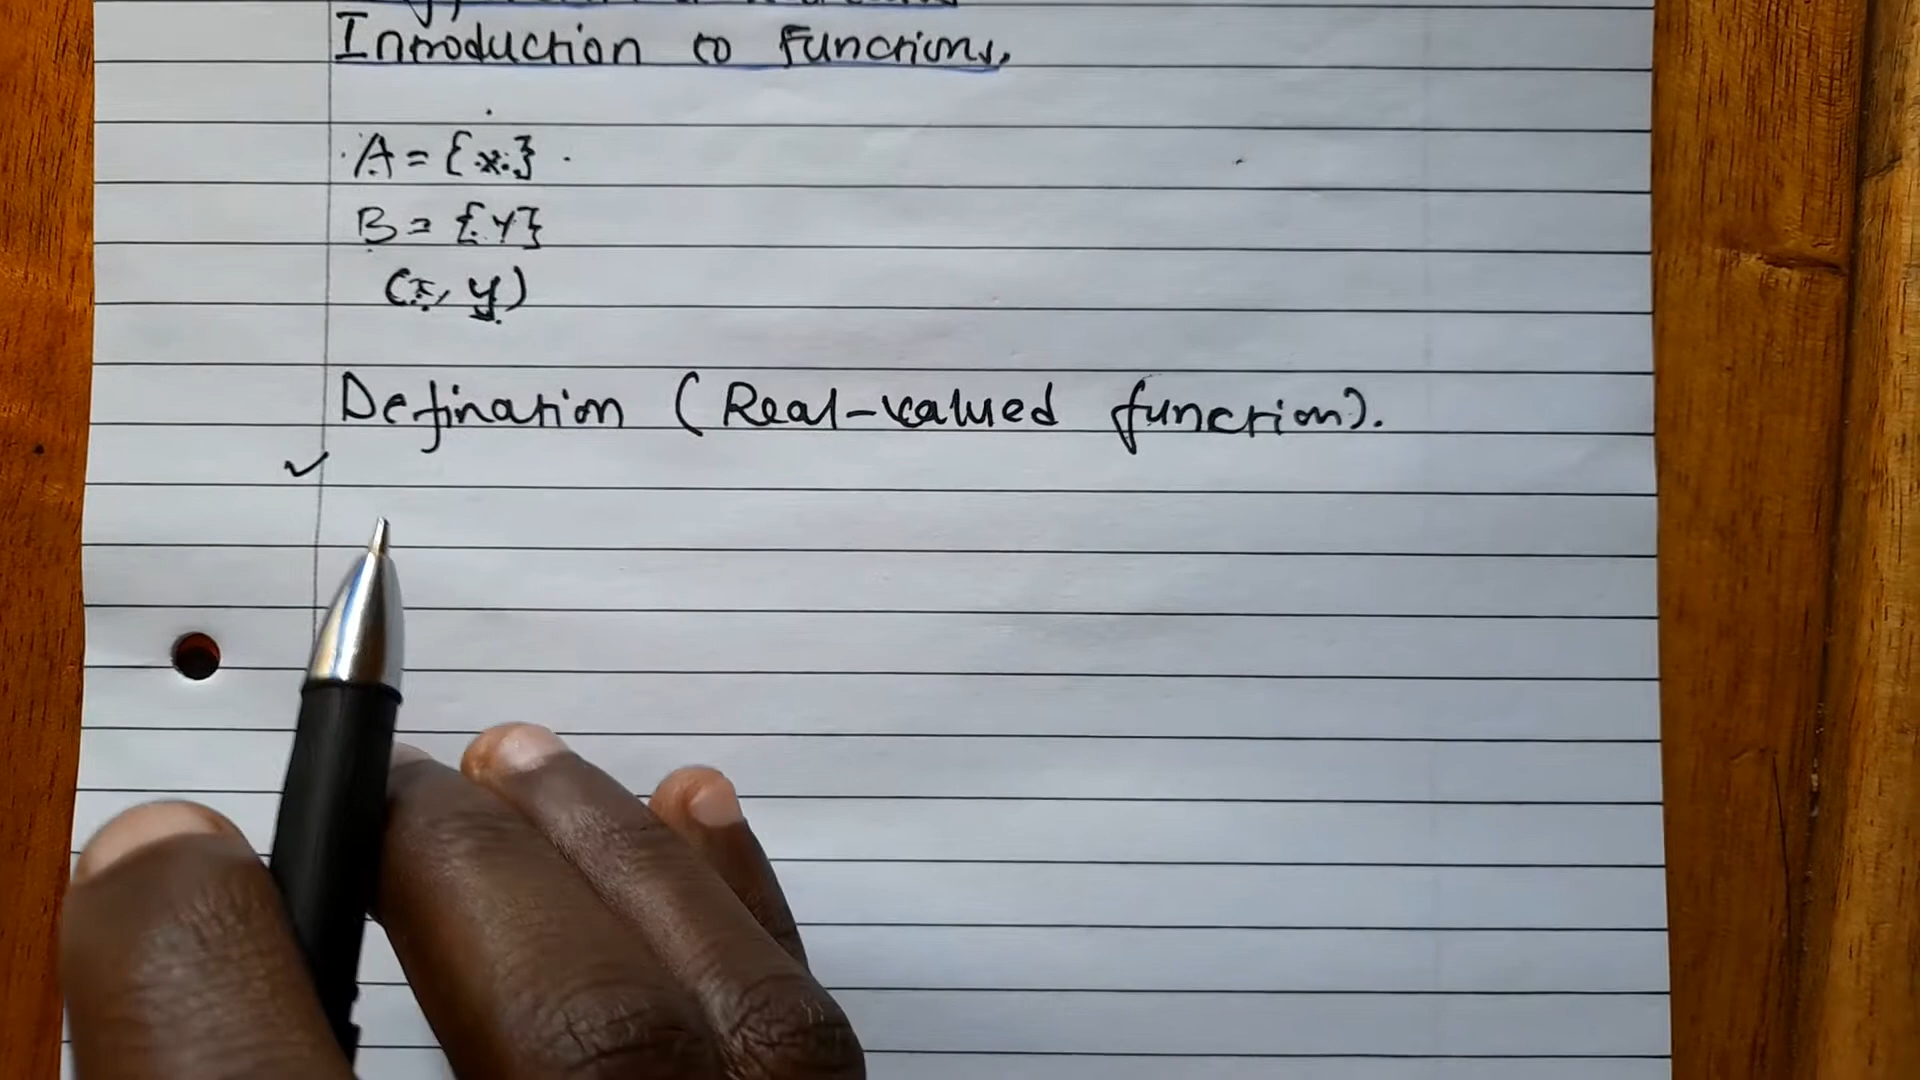 Introduction to Functions.
A = {x}
B = {y}
(x, y)
Defination (Real-valued function).